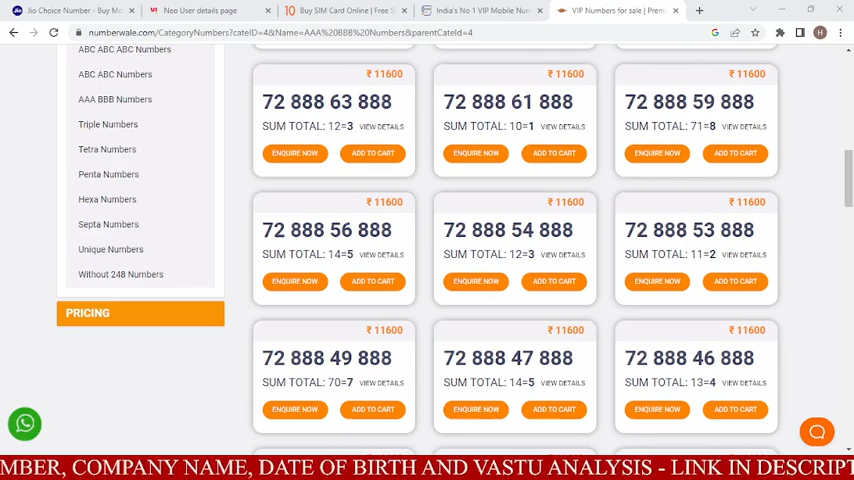 Jio Choice Number - Buy Mo
Neo User details page
Buy SIM Card Online | Free S
India's No 1 VIP Mobile Num
VIP Numbers for sale | Prem
numberwale.com/CategoryNumbers?cateID=4&Name=AAA%20BBB%20Numbers&parentCateId=4
H
ABC ABC ABC Numbers
ABC ABC Numbers
AAA BBB Numbers
Triple Numbers
Tetra Numbers
Penta Numbers
Hexa Numbers
Septa Numbers
Unique Numbers
Without 248 Numbers
PRICING
₹ 11600 ₹ 11600 ₹ 11600
72 888 63 888 72 888 61 888 72 888 59 888
SUM TOTAL: 12=3 VIEW DETAILS SUM TOTAL: 10=1 VIEW DETAILS SUM TOTAL: 71=8 VIEW DETAILS
ENQUIRE NOW ADD TO CART ENQUIRE NOW ADD TO CART ENQUIRE NOW ADD TO CART
₹ 11600 ₹ 11600 ₹ 11600
72 888 56 888 72 888 54 888 72 888 53 888
SUM TOTAL: 14=5 VIEW DETAILS SUM TOTAL: 12=3 VIEW DETAILS SUM TOTAL: 11=2 VIEW DETAILS
ENQUIRE NOW ADD TO CART ENQUIRE NOW ADD TO CART ENQUIRE NOW ADD TO CART
₹ 11600 ₹ 11600 ₹ 11600
72 888 49 888 72 888 47 888 72 888 46 888
SUM TOTAL: 70=7 VIEW DETAILS SUM TOTAL: 14=5 VIEW DETAILS SUM TOTAL: 13=4 VIEW DETAILS
ENQUIRE NOW ADD TO CART ENQUIRE NOW ADD TO CART ENQUIRE NOW ADD TO CART
MBER, COMPANY NAME, DATE OF BIRTH AND VASTU ANALYSIS - LINK IN DESCRIPT